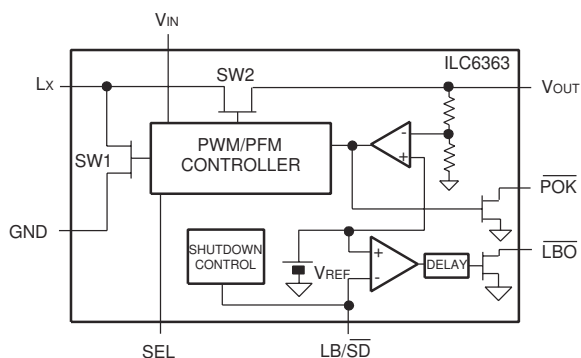 VIN
ILC6363
LX
SW2
VOUT
-
+
SW1
PWM/PFM
CONTROLLER
POK
GND
SHUTDOWN
CONTROL
VREF
+
-
DELAY
LBO
SEL
LB/SD